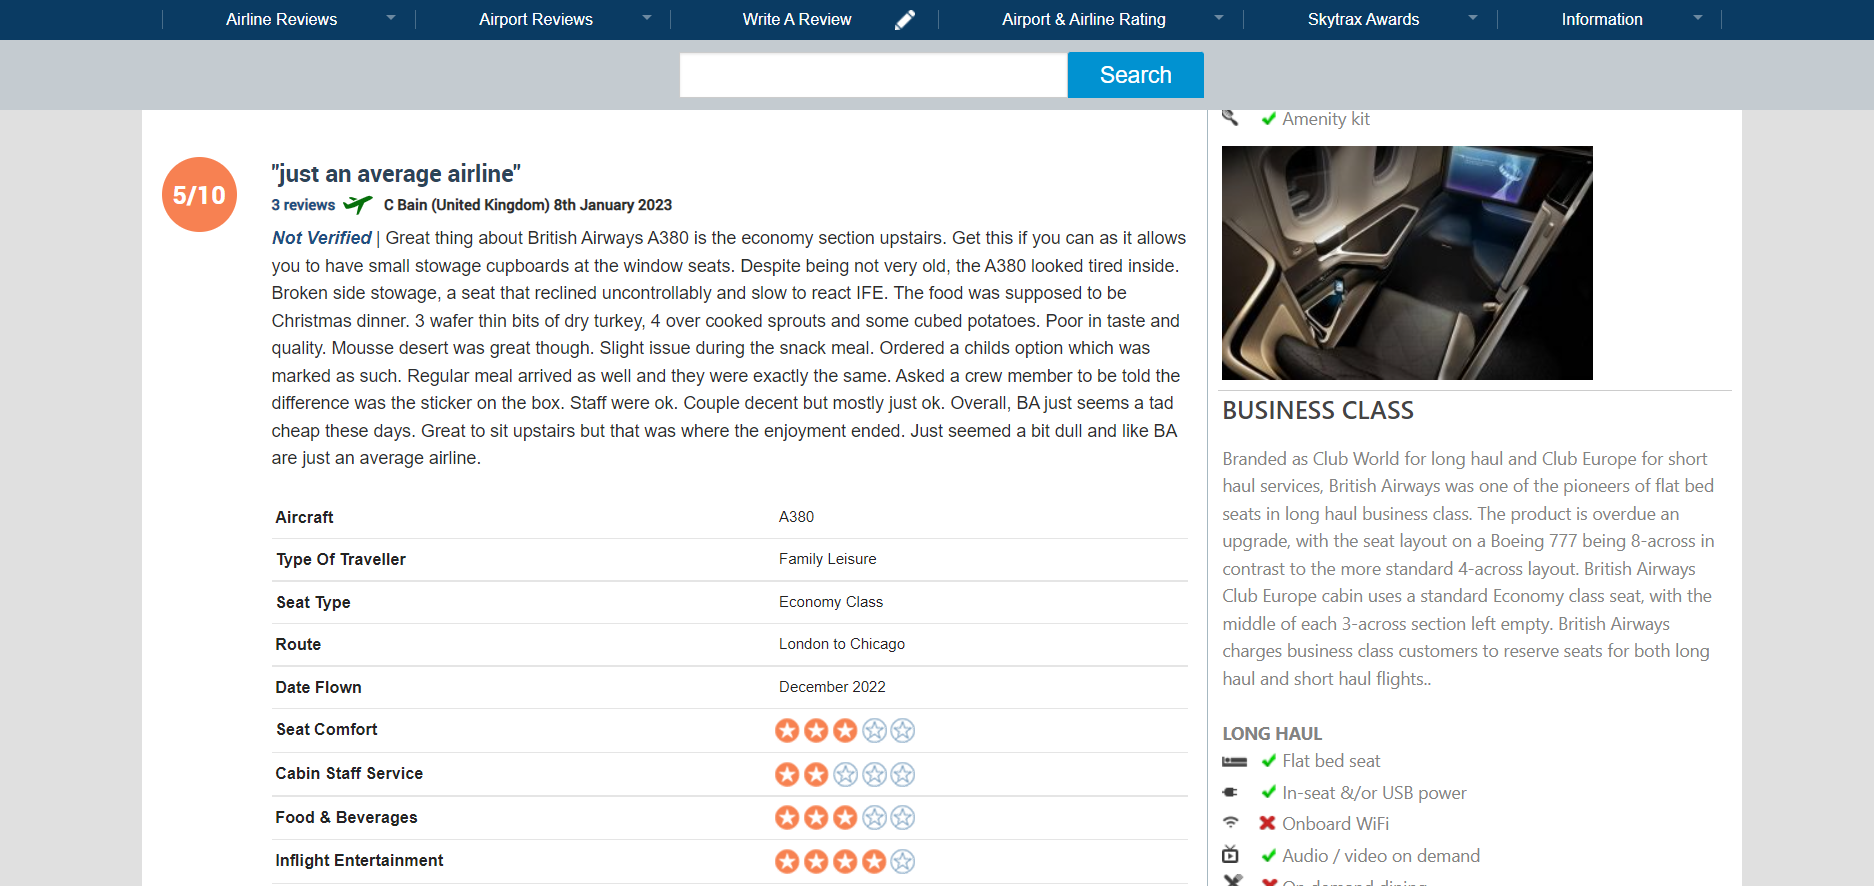 Airline Reviews
Airport Reviews
Write A Review
Airport & Airline Rating
Skytrax Awards
Information
Search
5/10
"just an average airline"
3 reviews C Bain (United Kingdom) 8th January 2023
Not Verified | Great thing about British Airways A380 is the economy section upstairs. Get this if you can as it allows
you to have small stowage cupboards at the window seats. Despite being not very old, the A380 looked tired inside.
Broken side stowage, a seat that reclined uncontrollably and slow to react IFE. The food was supposed to be
Christmas dinner. 3 wafer thin bits of dry turkey, 4 over cooked sprouts and some cubed potatoes. Poor in taste and
quality. Mousse desert was great though. Slight issue during the snack meal. Ordered a childs option which was
marked as such. Regular meal arrived as well and they were exactly the same. Asked a crew member to be told the
difference was the sticker on the box. Staff were ok. Couple decent but mostly just ok. Overall, BA just seems a tad
cheap these days. Great to sit upstairs but that was where the enjoyment ended. Just seemed a bit dull and like BA
are just an average airline.
Aircraft A380
Type Of Traveller Family Leisure
Seat Type Economy Class
Route London to Chicago
Date Flown December 2022
Seat Comfort
Cabin Staff Service
Food & Beverages
Inflight Entertainment
Amenity kit
BUSINESS CLASS
Branded as Club World for long haul and Club Europe for short
haul services, British Airways was one of the pioneers of flat bed
seats in long haul business class. The product is overdue an
upgrade, with the seat layout on a Boeing 777 being 8-across in
contrast to the more standard 4-across layout. British Airways
Club Europe cabin uses a standard Economy class seat, with the
middle of each 3-across section left empty. British Airways
charges business class customers to reserve seats for both long
haul and short haul flights..
LONG HAUL
Flat bed seat
In-seat &/or USB power
Onboard WiFi
Audio / video on demand
On-demand dining